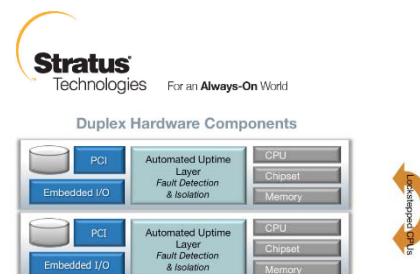 Stratus
Technologies
For an Always-On World
Duplex Hardware Components
PCI
Embedded I/O
Automated Uptime
Layer
Fault Detection
& Isolation
CPU
Chipset
Memory
PCI
Embedded I/O
Automated Uptime
Layer
Fault Detection
& Isolation
CPU
Chipset
Memory
Lockstepped CPUs